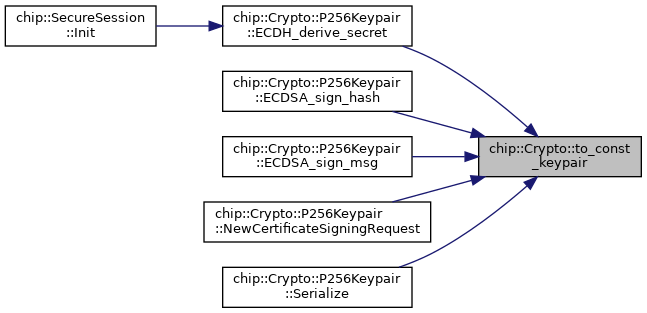 chip::SecureSession
::Init
chip::Crypto::P256Keypair
::ECDH_derive_secret
chip::Crypto::P256Keypair
::ECDSA_sign_hash
chip::Crypto::P256Keypair
::ECDSA_sign_msg
chip::Crypto::P256Keypair
::NewCertificateSigningRequest
chip::Crypto::P256Keypair
::Serialize
chip::Crypto::to_const
_keypair